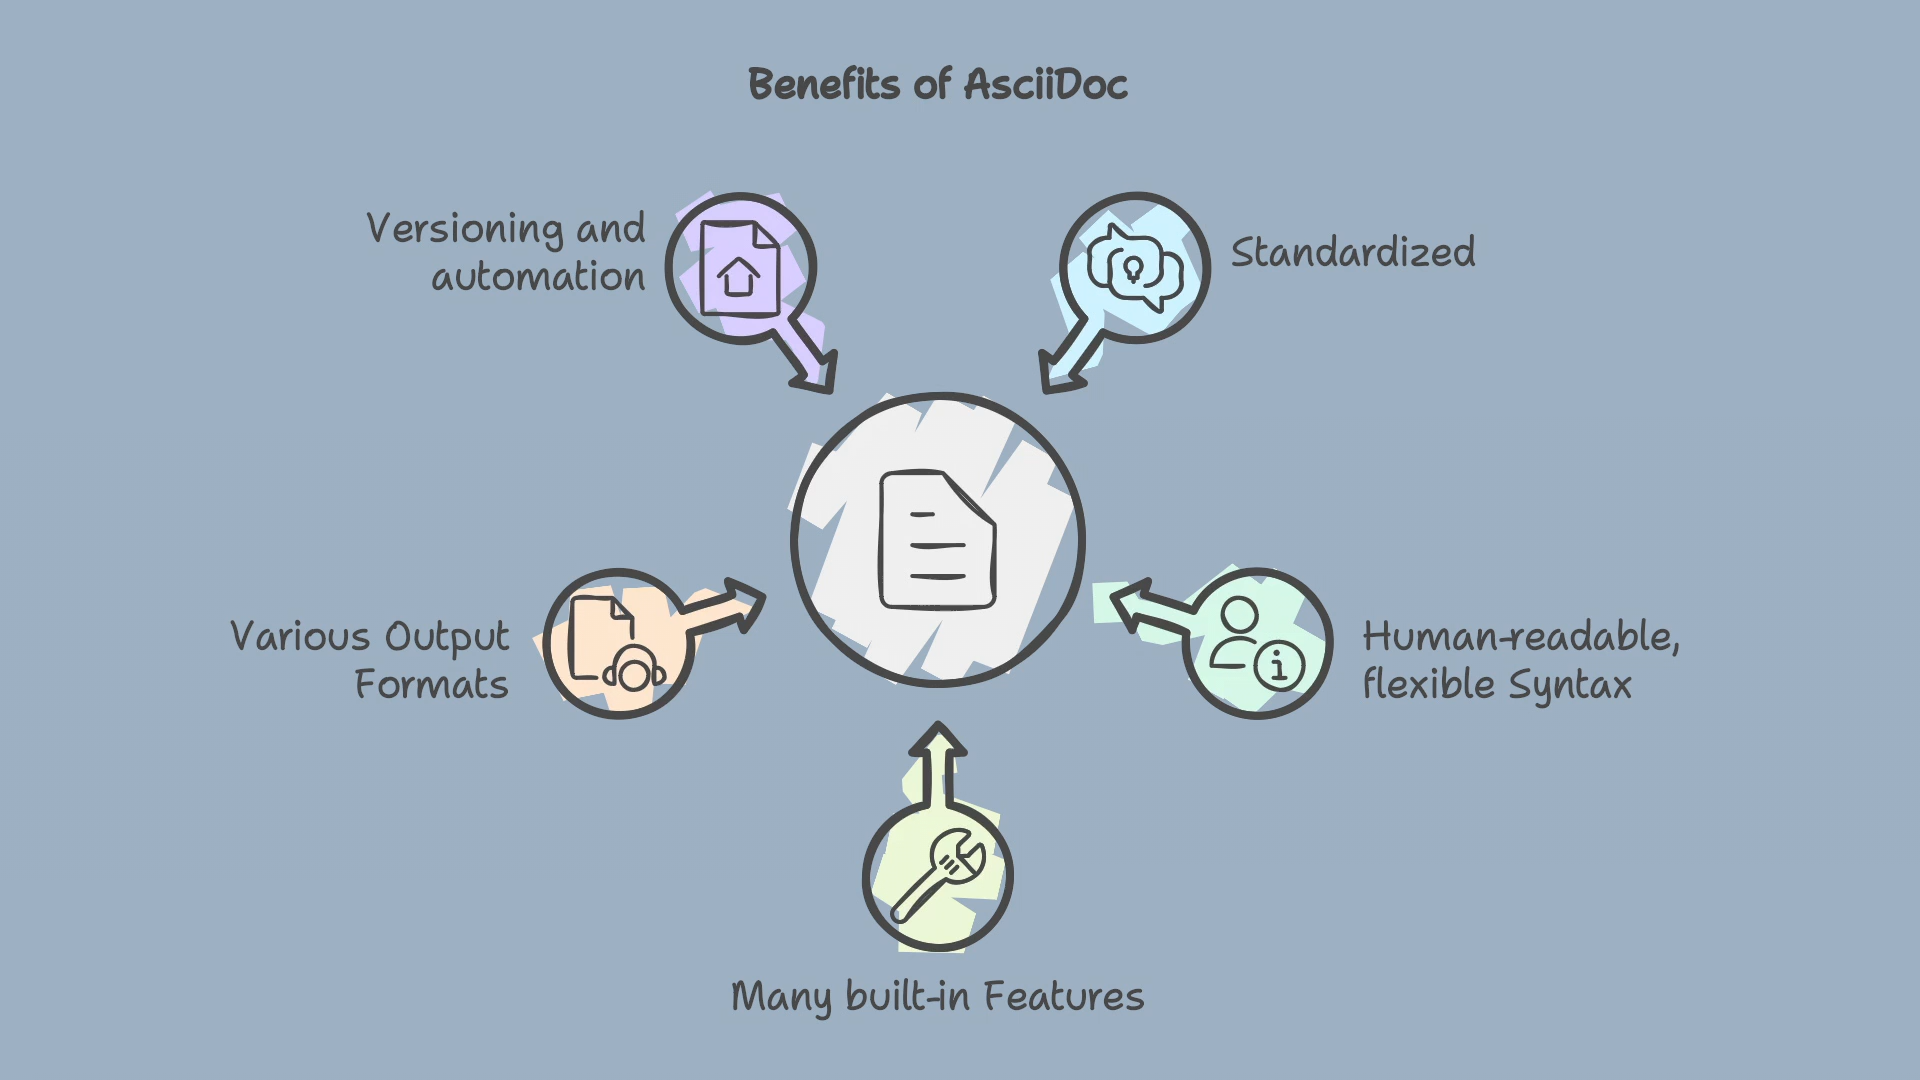 Benefits of AsciiDoc
Versioning and
automation
Standardized
Various Output
Formats
Human-readable,
flexible Syntax
Many built-in Features